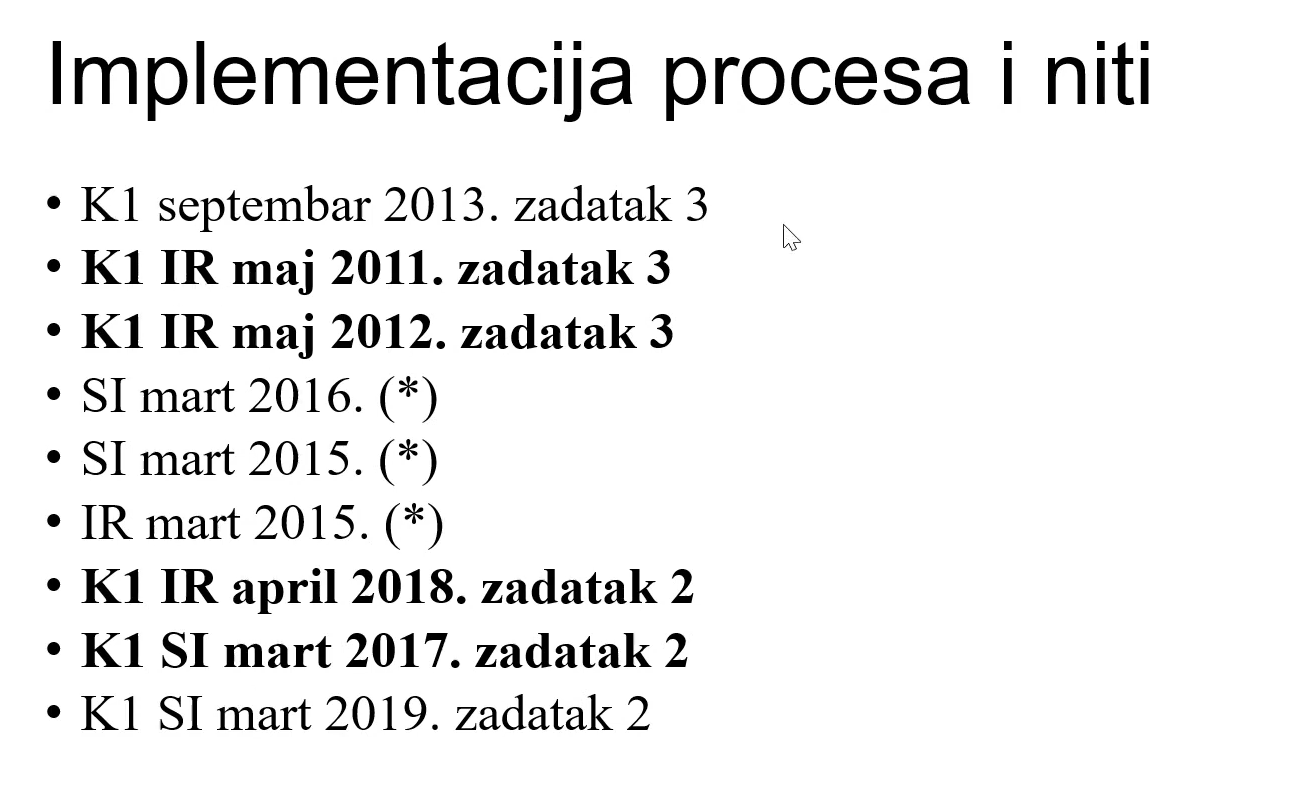 Implementacija procesa i niti
• K1 septembar 2013. zadatak 3
• K1 IR maj 2011. zadatak 3
• K1 IR maj 2012. zadatak 3
• SI mart 2016. (*)
• SI mart 2015. (*)
• IR mart 2015. (*)
• K1 IR april 2018. zadatak 2
• K1 SI mart 2017. zadatak 2
• K1 SI mart 2019. zadatak 2